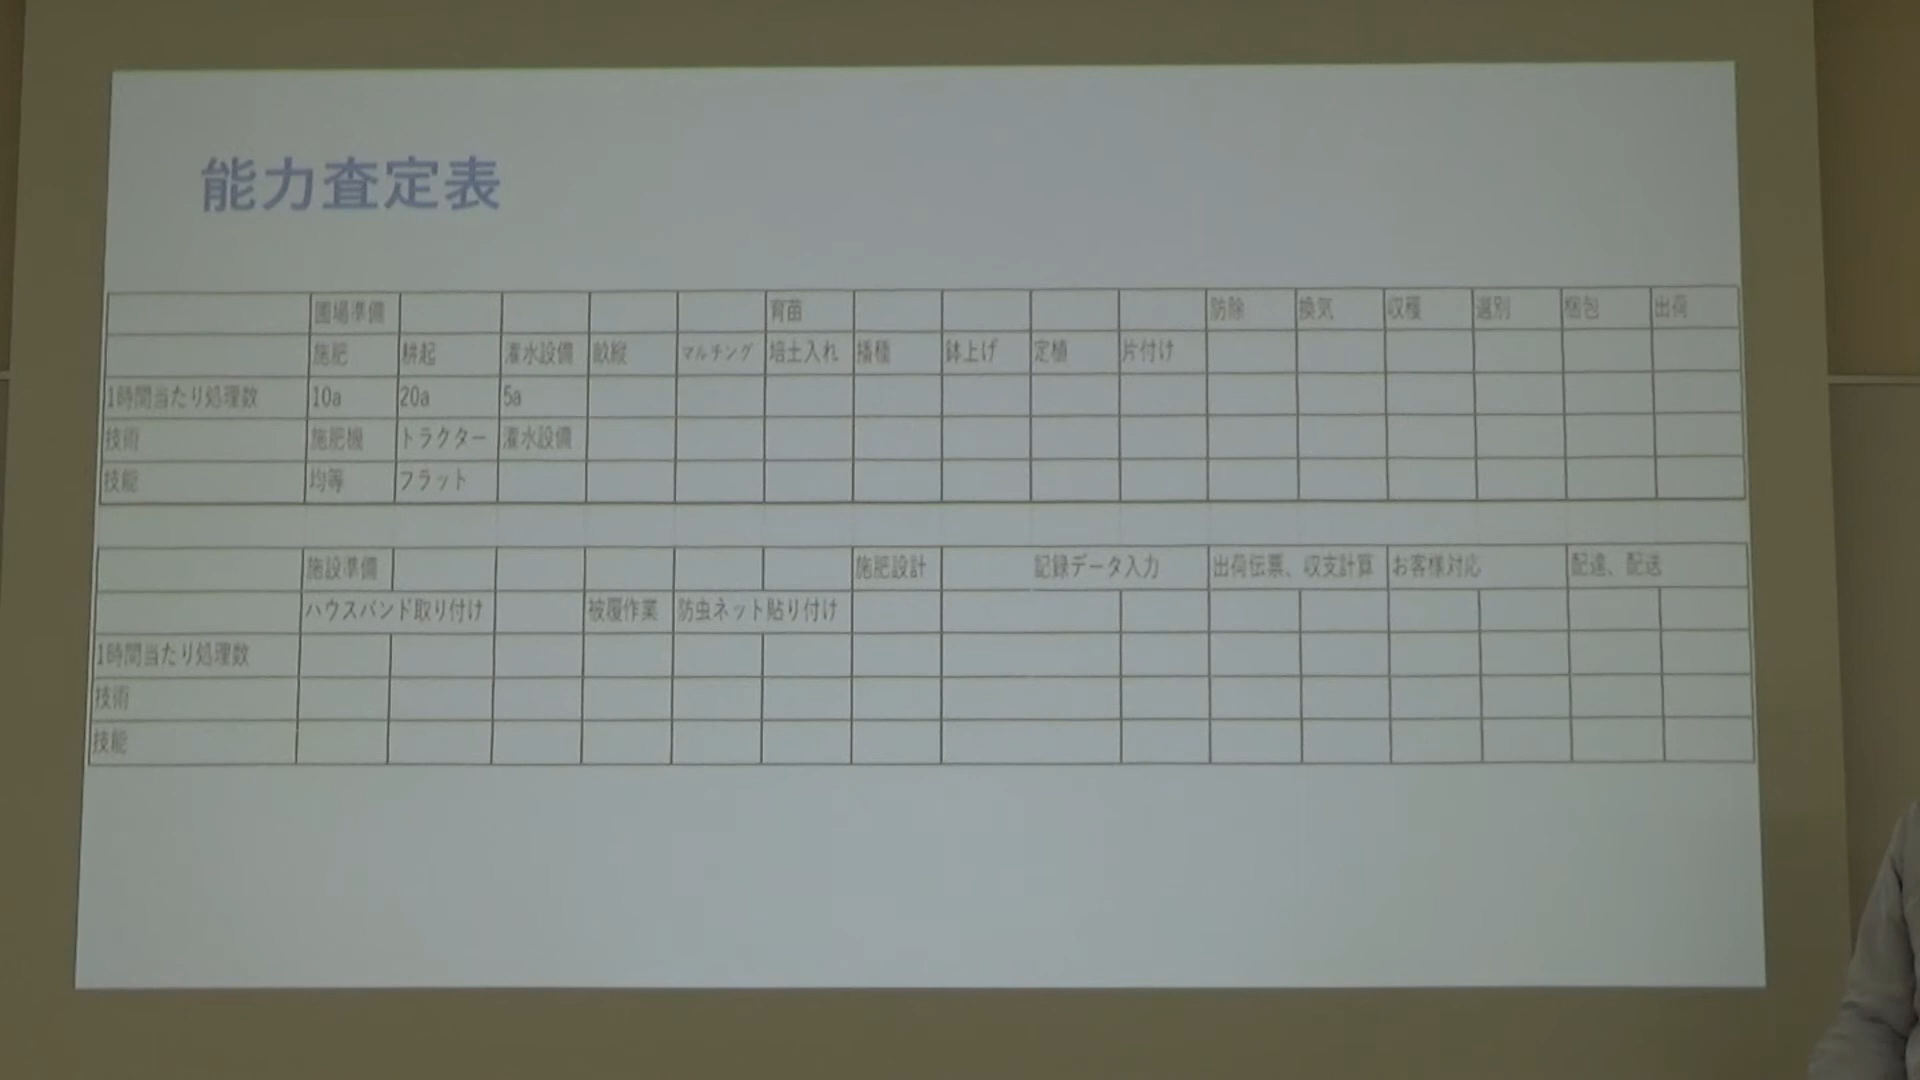 能力査定表
圃場準備 育苗 防除 換気 収穫 選別 梱包 出荷
施肥 耕起 潅水設備 畝縦 マルチング 培土入れ 播種 鉢上げ 定植 片付け
1時間当たり処理数 10a 20a 5a
技術 施肥機 トラクター 潅水設備
技能 均等 フラット
施設準備 施肥設計 記録データ入力 出荷伝票、収支計算 お客様対応 配達、配送
ハウスバンド取り付け 被覆作業 防虫ネット貼り付け
1時間当たり処理数
技術
技能